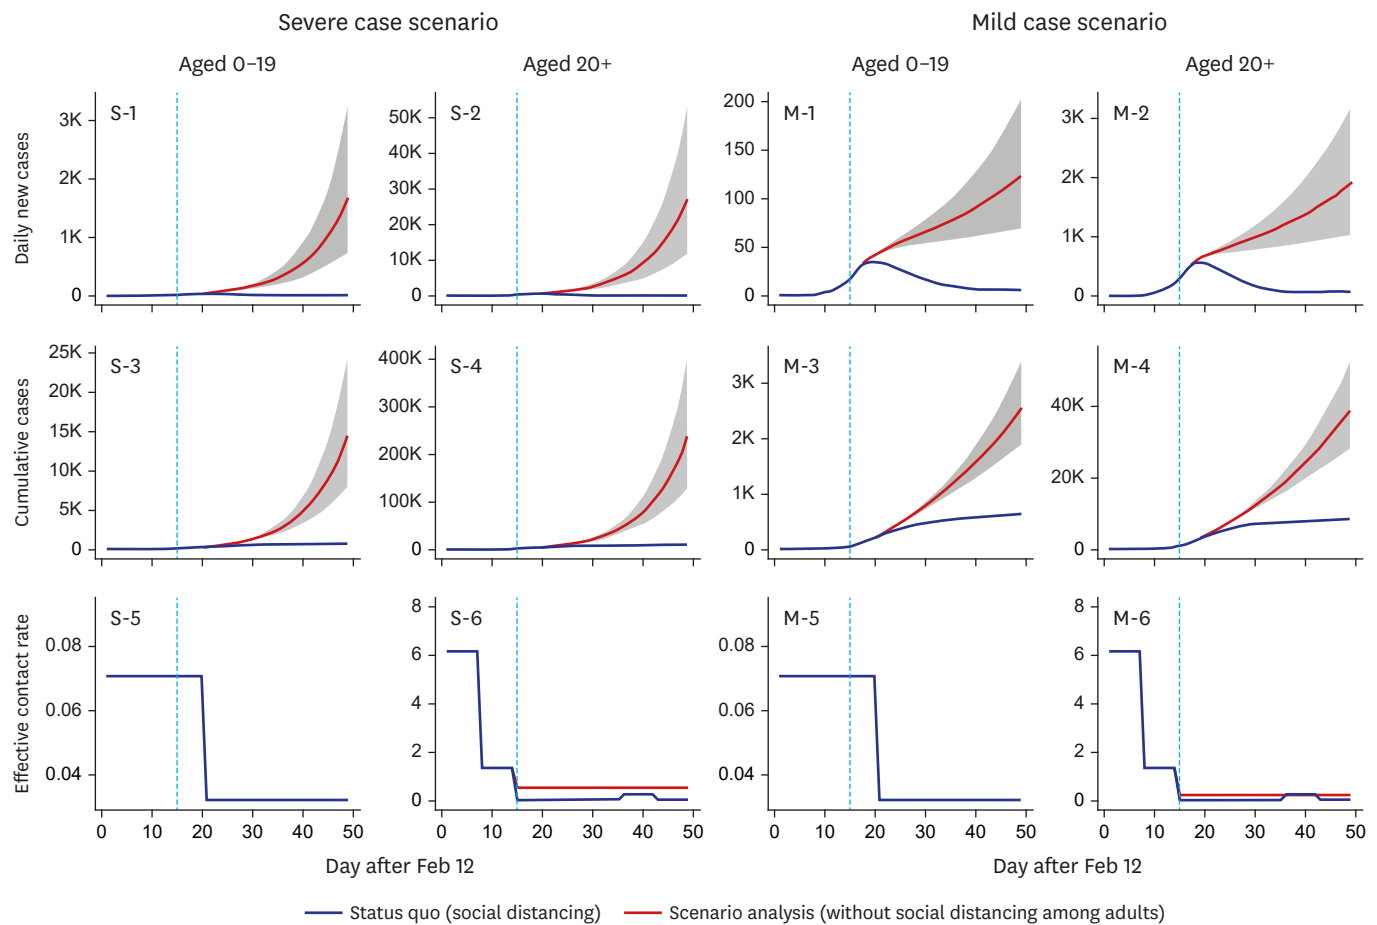 Severe case scenario
Mild case scenario
Aged 0–19
Aged 20+
Aged 0–19
Aged 20+
Daily new cases
S-1
3K
2K
1K
0
S-2
50K
40K
30K
20K
10K
0
M-1
200
150
100
50
0
M-2
3K
2K
1K
0
Cumulative cases
S-3
25K
20K
15K
10K
5K
0
S-4
400K
300K
200K
100K
0
M-3
3K
2K
1K
0
M-4
40K
20K
0
Effective contact rate
S-5
0.08
0.06
0.04
0 10 20 30 40 50
S-6
8
6
4
2
0
0 10 20 30 40 50
M-5
0.08
0.06
0.04
0 10 20 30 40 50
M-6
8
6
4
2
0
0 10 20 30 40 50
Day after Feb 12
Day after Feb 12
Status quo (social distancing)
Scenario analysis (without social distancing among adults)